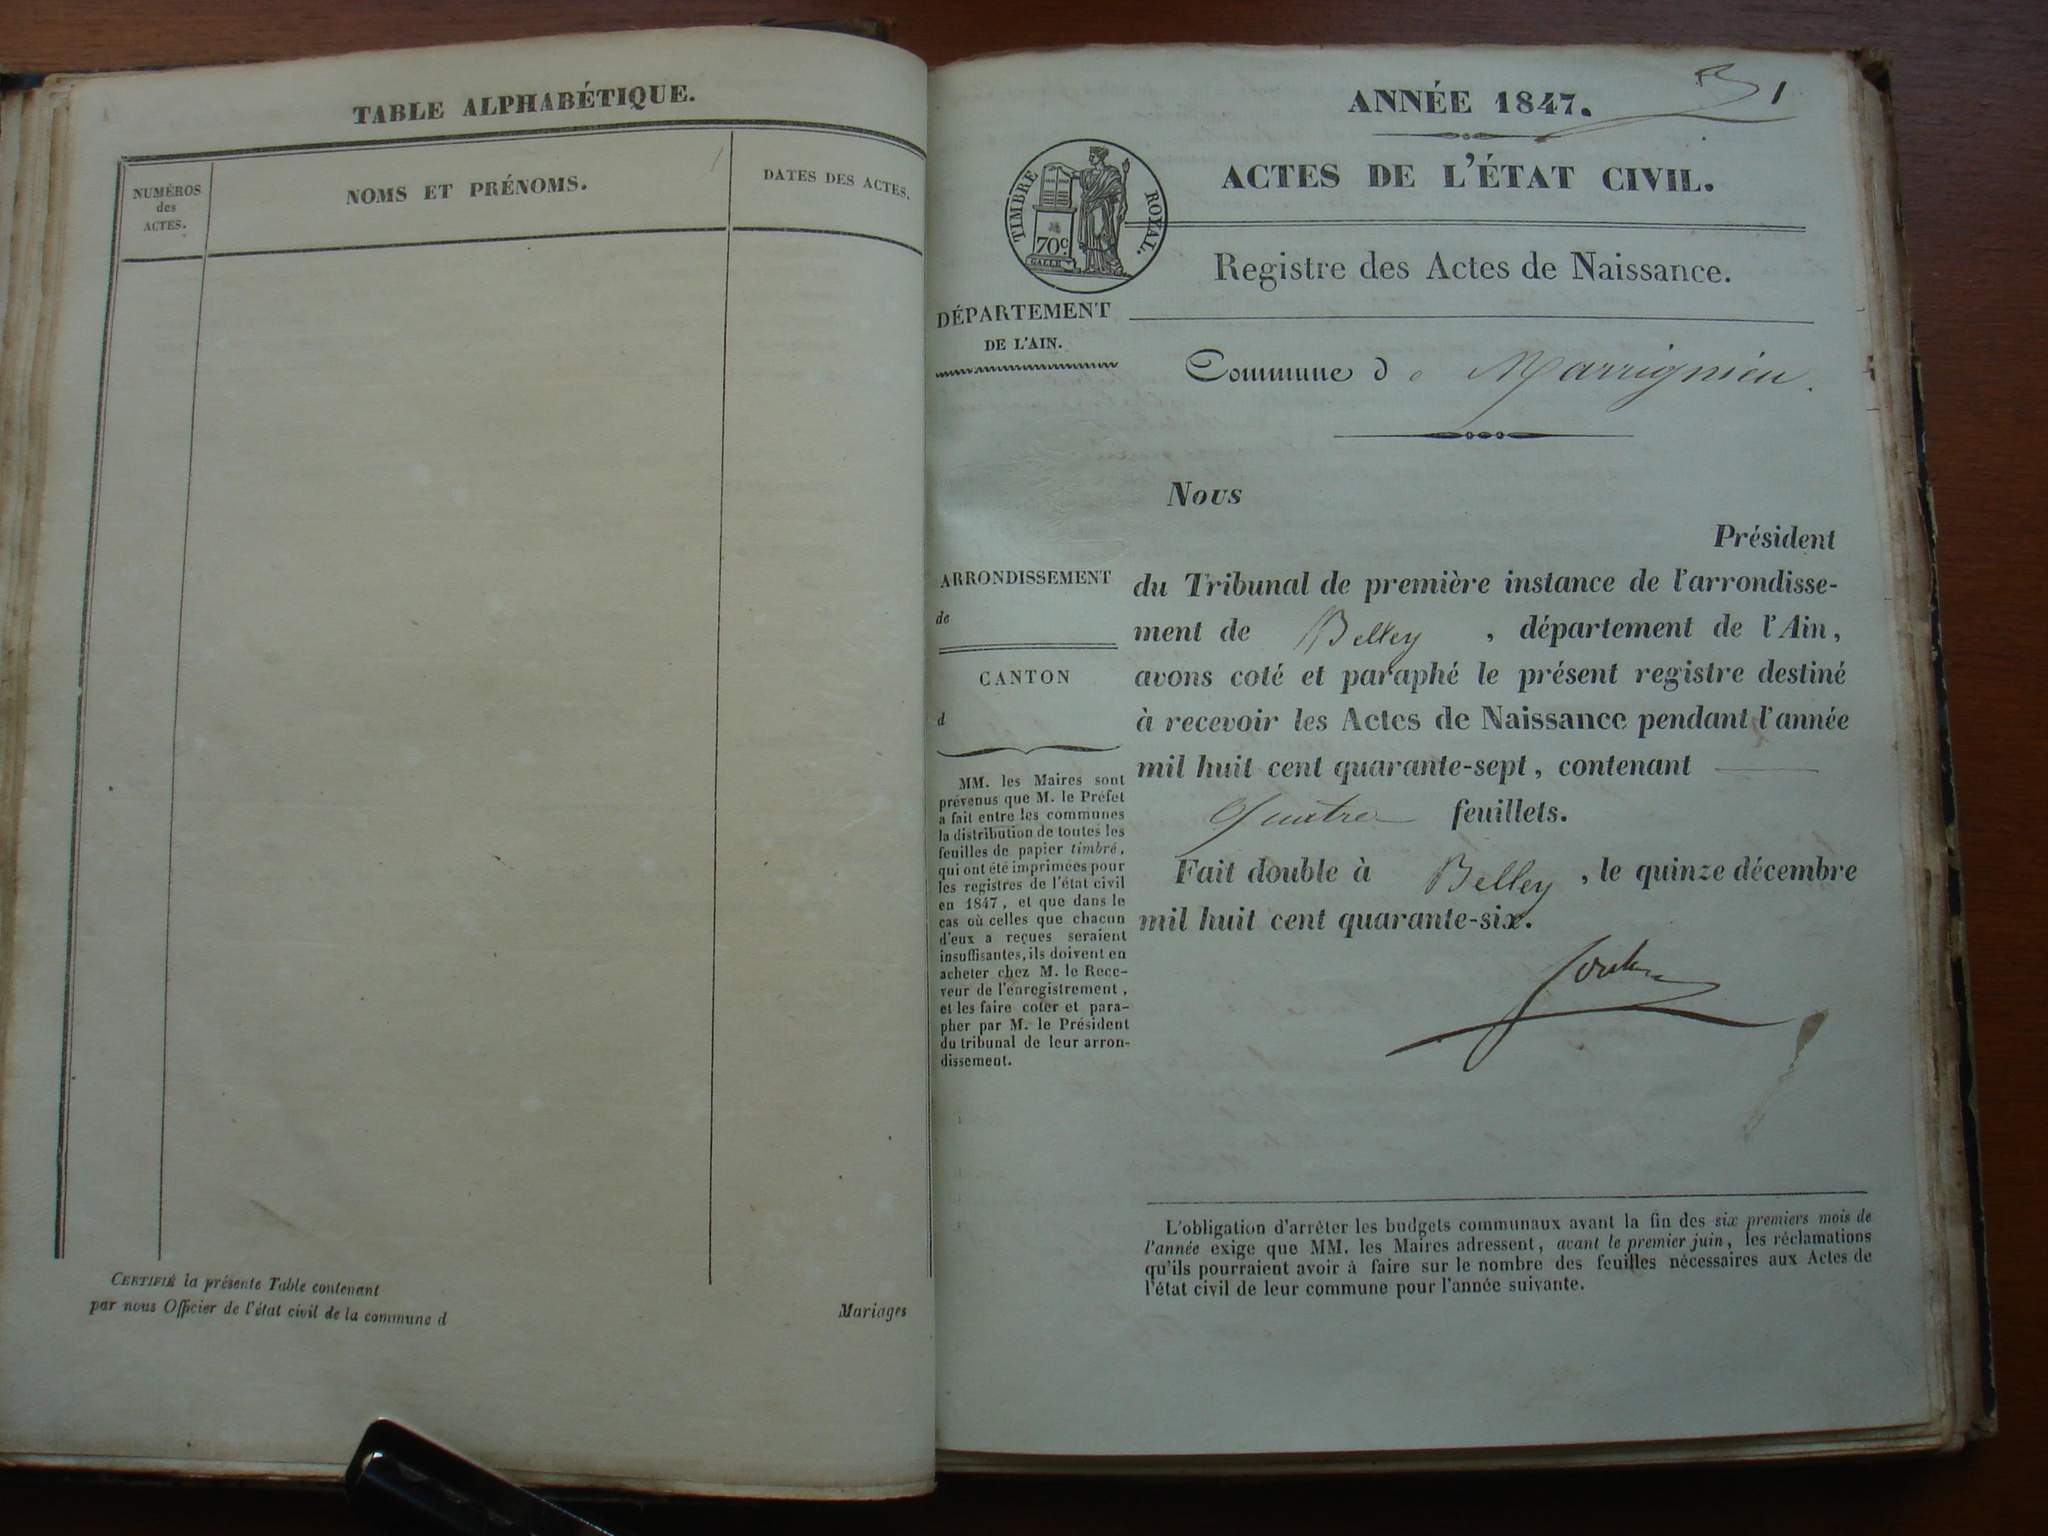 TABLE ALPHABÉTIQUE.
NUMÉROS
des
ACTES.
NOMS ET PRÉNOMS.
DATES DES ACTES.
CERTIFIÉ la présente Table contenant
par nous Officier de l'état civil de la commune d
Mariages
1
ANNÉE 1847.
ACTES DE L'ÉTAT CIVIL.
TIMBRE ROYAL.
70c
GALLE
Registre des Actes de Naissance.
DÉPARTEMENT
DE L'AIN.
Commune de Marrignieu.
ARRONDISSEMENT
de
CANTON
d
MM. les Maires sont
prévenus que M. le Préfet
a fait entre les communes
la distribution de toutes les
feuilles de papier timbré,
qui ont été imprimées pour
les registres de l'état civil
en 1847, et que dans le
cas où celles que chacun
d'eux a reçues seraient
insuffisantes, ils doivent en
acheter chez M. le Rece-
veur de l'enregistrement,
et les faire coter et para-
pher par M. le Président
du tribunal de leur arron-
dissement.
Nous
Président
du Tribunal de première instance de l'arrondisse-
ment de Belley, département de l'Ain,
avons coté et paraphé le présent registre destiné
à recevoir les Actes de Naissance pendant l'année
mil huit cent quarante-sept, contenant
Quatre feuillets.
Fait double à Belley, le quinze décembre
mil huit cent quarante-six.
L'obligation d'arrêter les budgets communaux avant la fin des six premiers mois de
l'année exige que MM. les Maires adressent, avant le premier juin, les réclamations
qu'ils pourraient avoir à faire sur le nombre des feuilles nécessaires aux Actes de
l'état civil de leur commune pour l'année suivante.